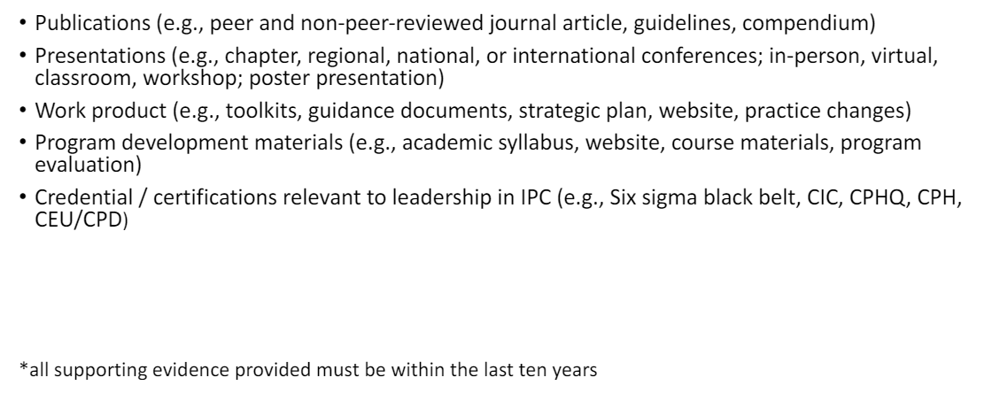 • Publications (e.g., peer and non-peer-reviewed journal article, guidelines, compendium)
• Presentations (e.g., chapter, regional, national, or international conferences; in-person, virtual,
classroom, workshop; poster presentation)
• Work product (e.g., toolkits, guidance documents, strategic plan, website, practice changes)
• Program development materials (e.g., academic syllabus, website, course materials, program
evaluation)
• Credential / certifications relevant to leadership in IPC (e.g., Six sigma black belt, CIC, CPHQ, CPH,
CEU/CPD)
*all supporting evidence provided must be within the last ten years